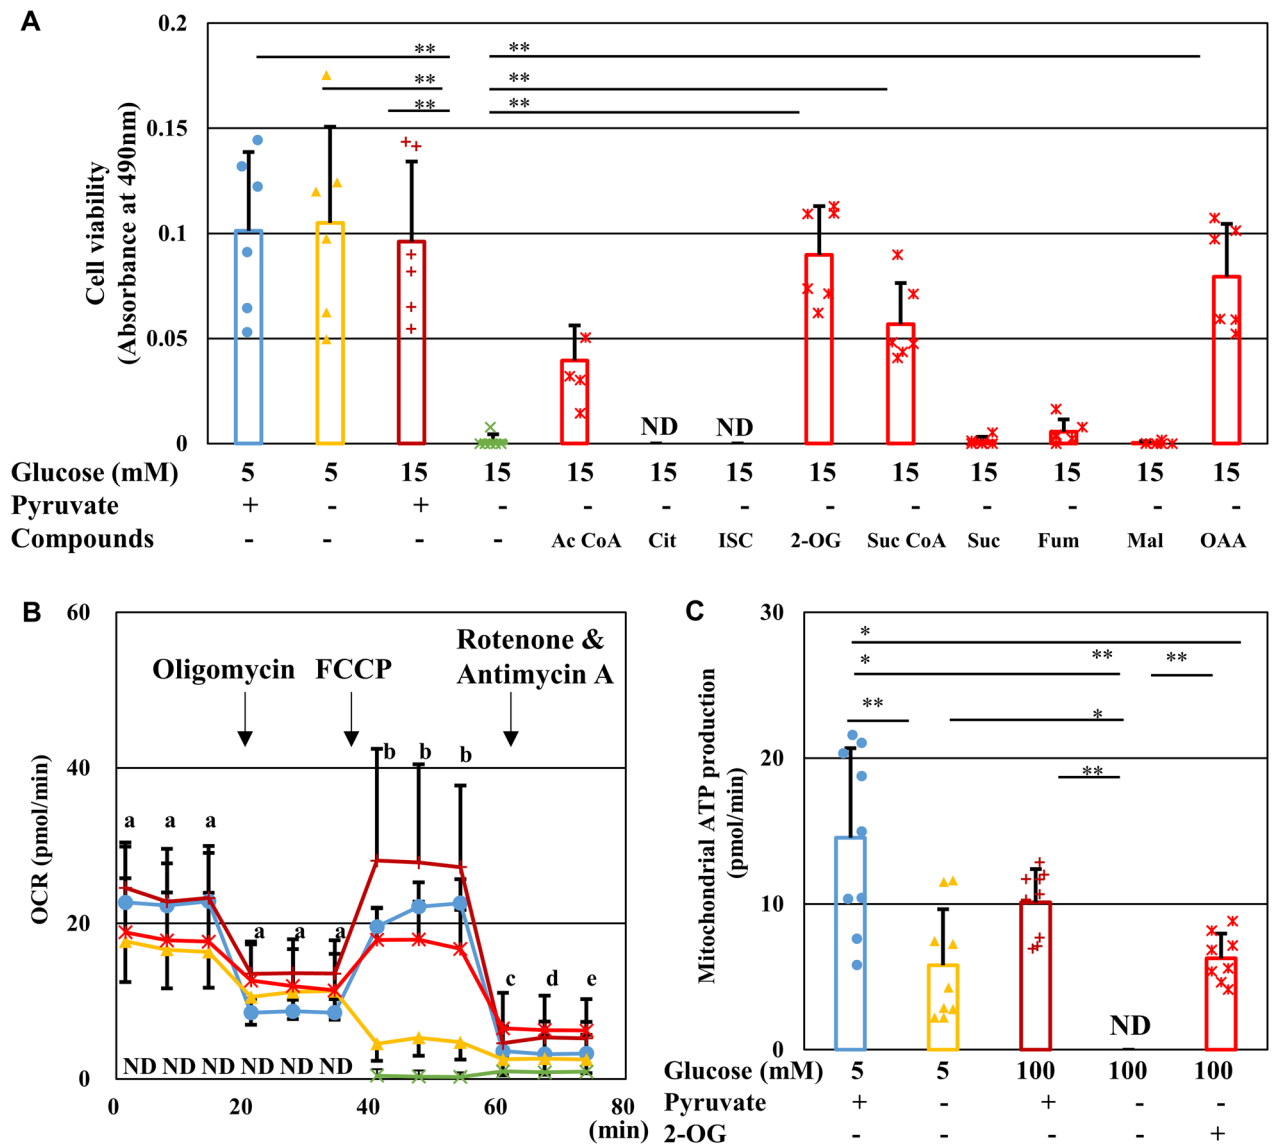 A
0.2
0.15
0.1
0.05
0
Cell viability
(Absorbance at 490nm)
** **
** **
** **
ND ND
Glucose (mM) 5 5 15 15 15 15 15 15 15 15 15 15 15
Pyruvate + - + - - - - - - - - - -
Compounds - - - - Ac CoA Cit ISC 2-OG Suc CoA Suc Fum Mal OAA
B
60
40
20
0
OCR (pmol/min)
Oligomycin FCCP Rotenone &
Antimycin A
a a a
a a a
b b b
c d e
ND ND ND ND ND ND
0 20 40 60 80
(min)
C
30
20
10
0
Mitochondrial ATP production
(pmol/min)
*
* ** **
** *
**
ND
Glucose (mM) 5 5 100 100 100
Pyruvate + - + - -
2-OG - - - - +